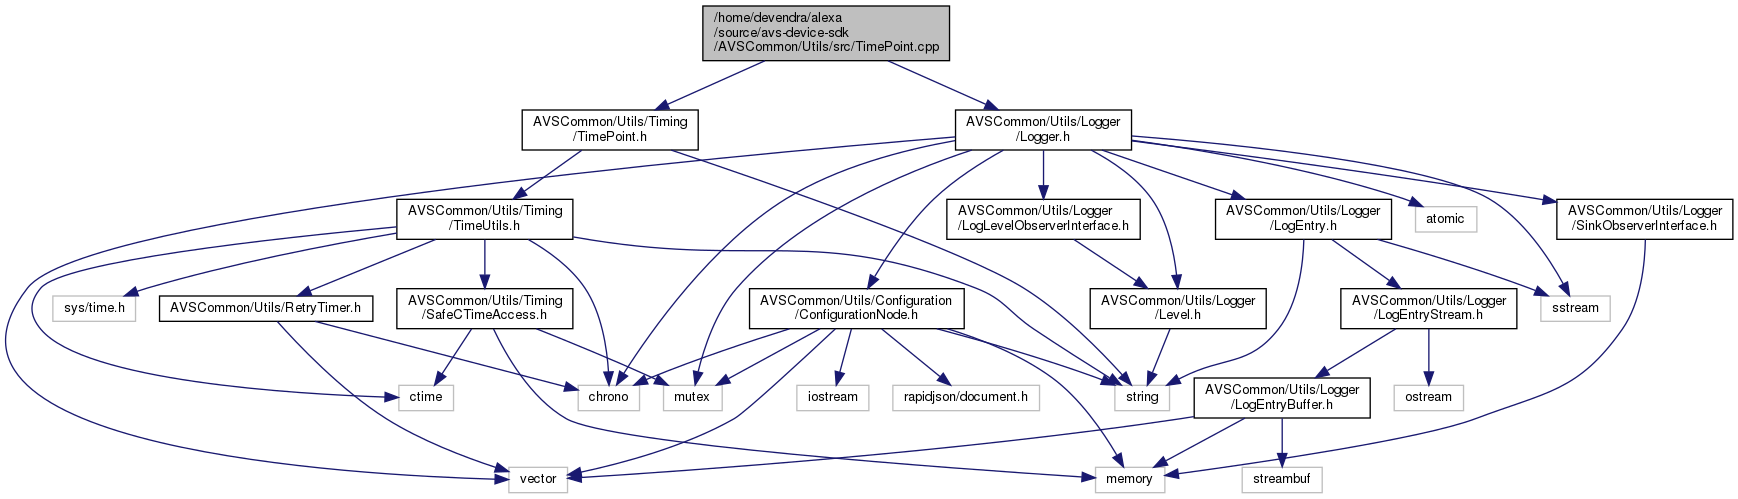 /home/devendra/alexa
/source/avs-device-sdk
/AVSCommon/Utils/src/TimePoint.cpp
AVSCommon/Utils/Timing
/TimePoint.h
AVSCommon/Utils/Logger
/Logger.h
AVSCommon/Utils/Timing
/TimeUtils.h
AVSCommon/Utils/Logger
/LogLevelObserverInterface.h
AVSCommon/Utils/Logger
/LogEntry.h
atomic
AVSCommon/Utils/Logger
/SinkObserverInterface.h
sys/time.h
AVSCommon/Utils/RetryTimer.h
AVSCommon/Utils/Timing
/SafeCTimeAccess.h
AVSCommon/Utils/Configuration
/ConfigurationNode.h
AVSCommon/Utils/Logger
/Level.h
AVSCommon/Utils/Logger
/LogEntryStream.h
sstream
ctime
chrono
mutex
iostream
rapidjson/document.h
string
AVSCommon/Utils/Logger
/LogEntryBuffer.h
ostream
vector
memory
streambuf